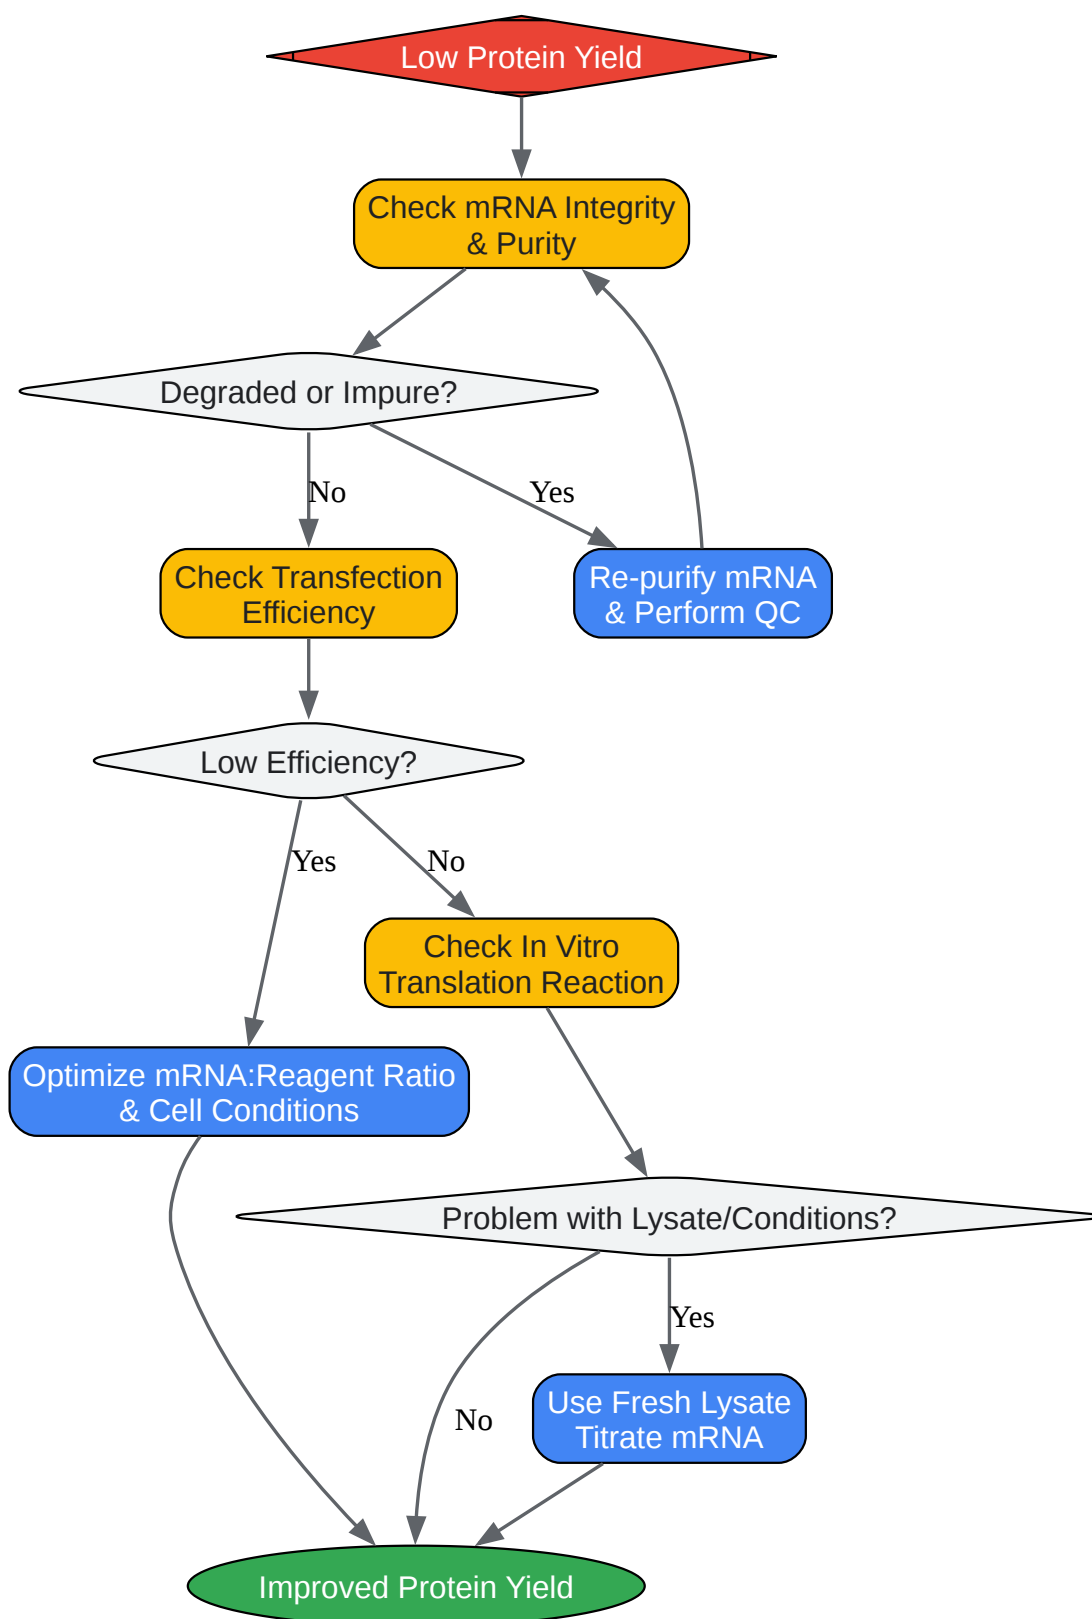 Low Protein Yield
Check mRNA Integrity
& Purity
Degraded or Impure?
No
Yes
Check Transfection
Efficiency
Re-purify mRNA
& Perform QC
Low Efficiency?
Yes
No
Check In Vitro
Translation Reaction
Optimize mRNA:Reagent Ratio
& Cell Conditions
Problem with Lysate/Conditions?
Yes
No
Use Fresh Lysate
Titrate mRNA
Improved Protein Yield